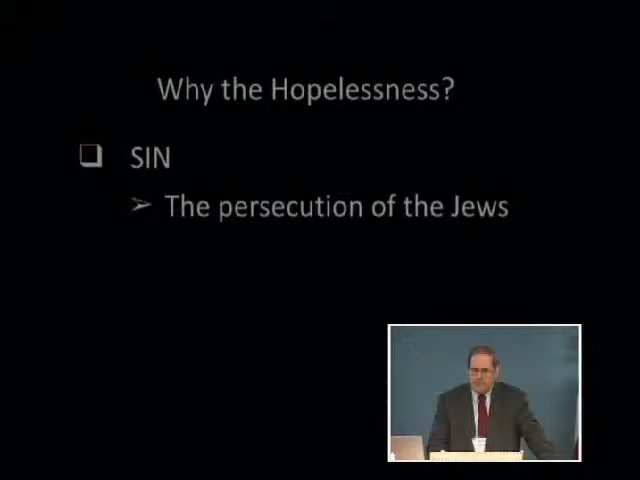 Why the Hopelessness?
SIN
The persecution of the Jews